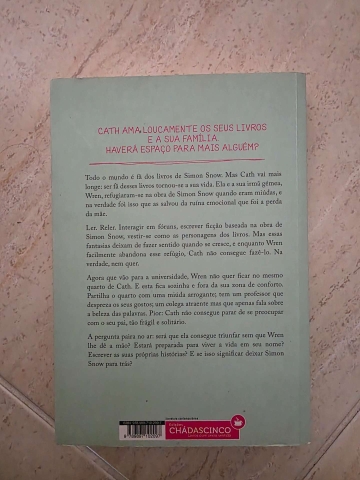 CATH AMA LOUCAMENTE OS SEUS LIVROS
E A SUA FAMÍLIA.
HAVERÁ ESPAÇO PARA MAIS ALGUÉM?
Todo o mundo é fã dos livros de Simon Snow. Mas Cath vai mais
longe: ser fã desses livros tornou-se a sua vida. Ela e a sua irmã gémea,
Wren, refugiaram-se na obra de Simon Snow quando eram miúdas, e
na verdade foi isso que as salvou da ruína emocional que foi a perda
da mãe.
Ler. Reler. Interagir em fóruns, escrever ficção baseada na obra de
Simon Snow, vestir-se como as personagens dos livros. Mas essas
fantasias deixam de fazer sentido quando se cresce, e enquanto Wren
facilmente abandona esse refúgio, Cath não consegue fazê-lo. Na
verdade, nem quer.
Agora que vão para a universidade, Wren não quer ficar no mesmo
quarto de Cath. E esta fica sozinha e fora da sua zona de conforto.
Partilha o quarto com uma miúda arrogante; tem um professor que
despreza os seus gostos; um colega atraente mas que apenas fala sobre
a beleza das palavras. Pior: Cath não consegue parar de se preocupar
com o seu pai, tão frágil e solitário.
A pergunta paira no ar: será que ela consegue triunfar sem que Wren
lhe dê a mão? Estará preparada para viver a vida em seu nome?
Escrever as suas próprias histórias? E se isso significar deixar Simon
Snow para trás?
CHÁDASCINCO